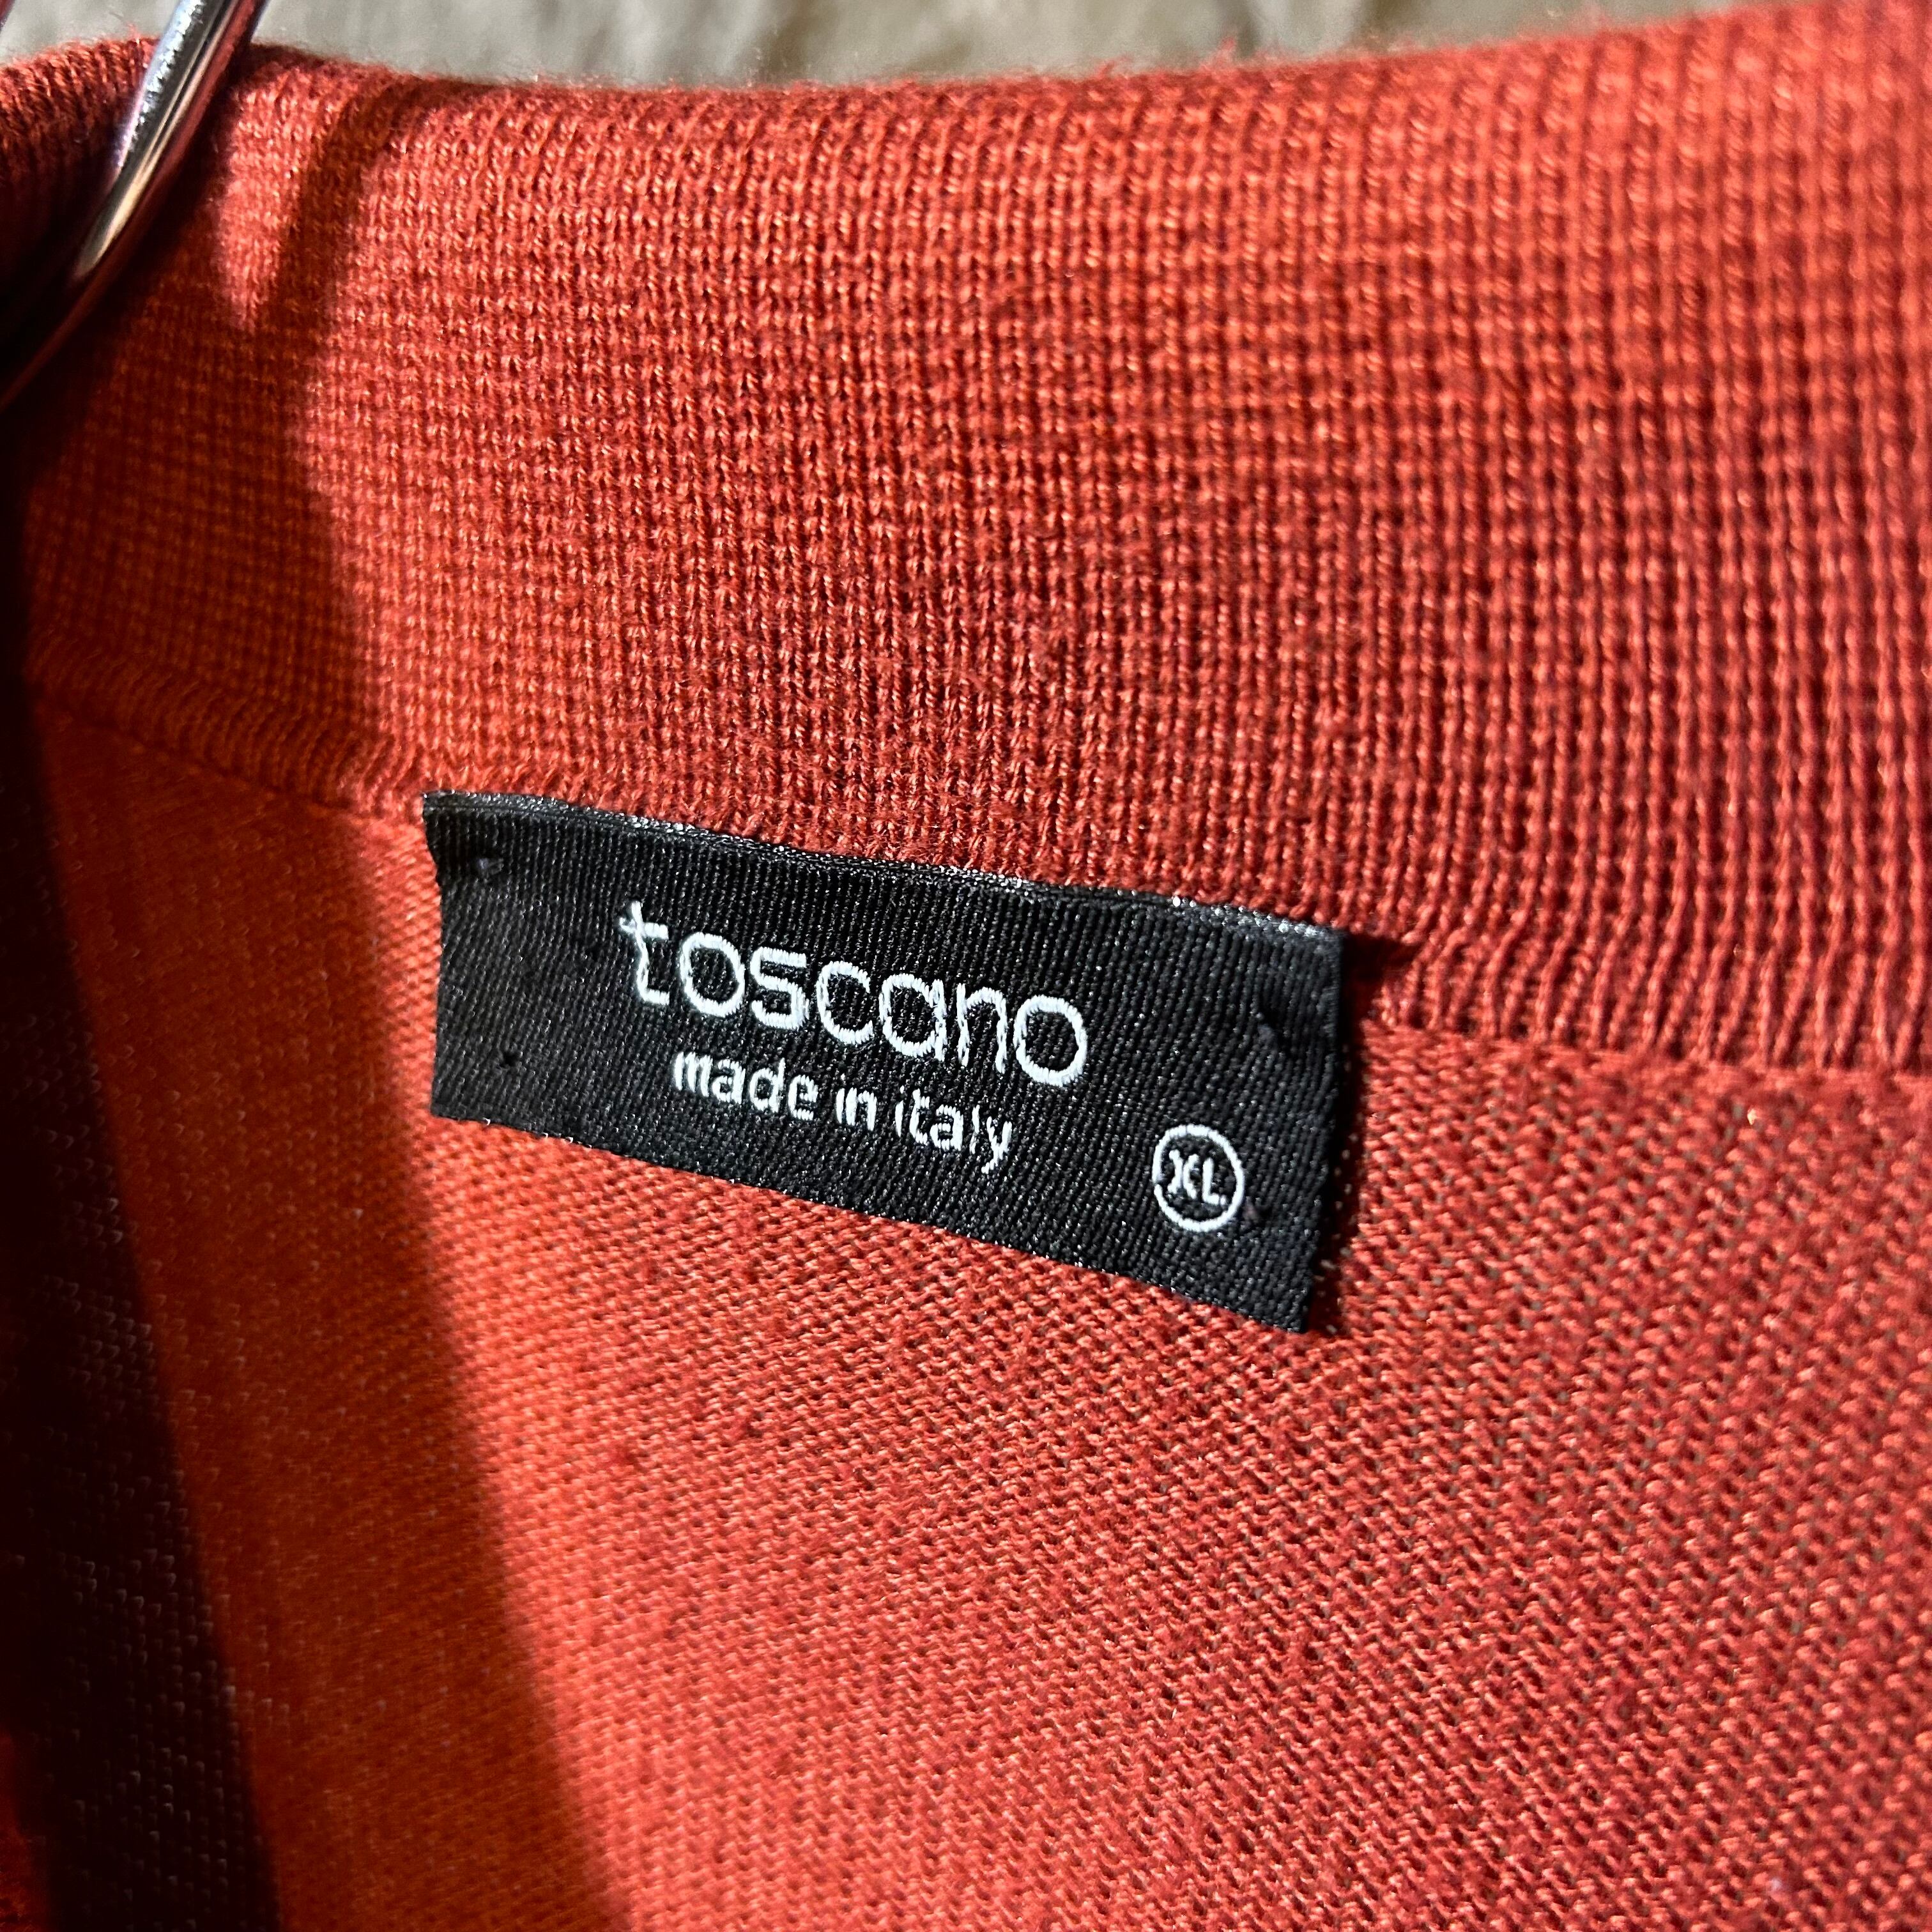 toscano
made in italy
XL